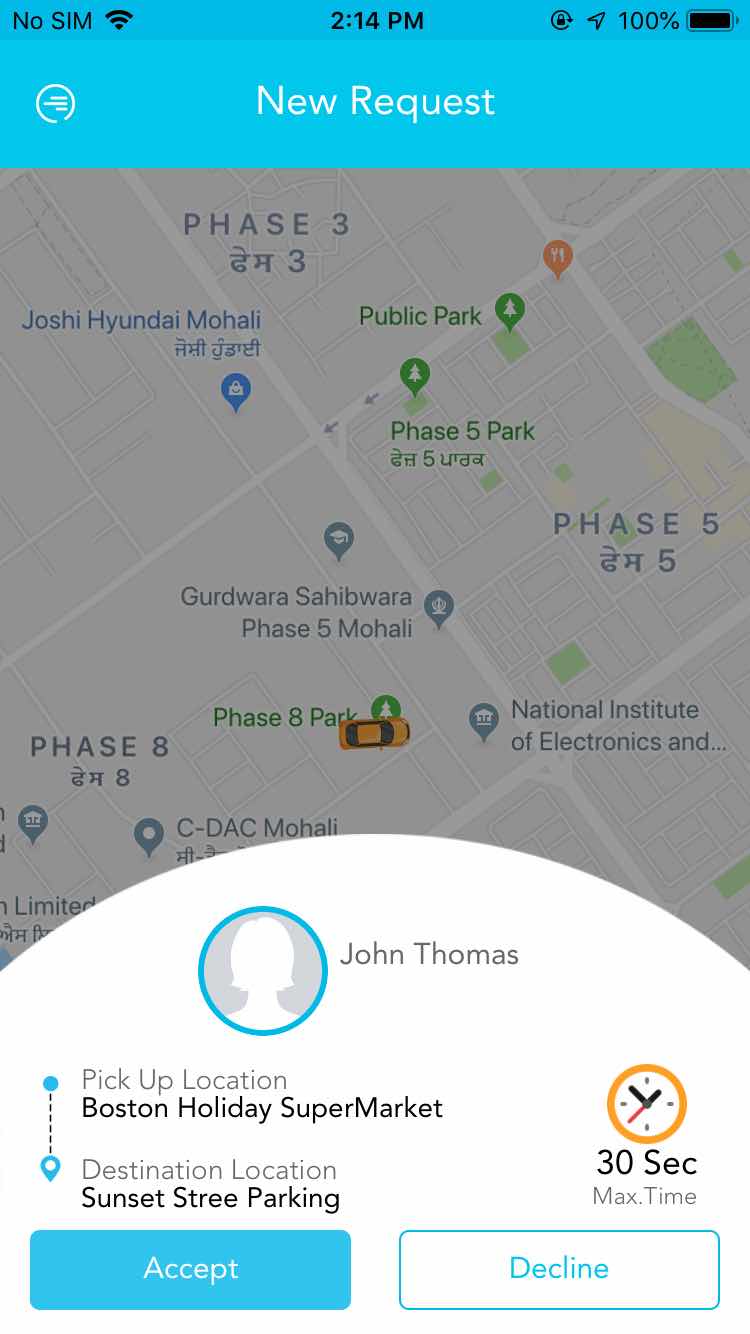 No SIM 2:14 PM 100%
New Request
PHASE 3
ਫੇਸ 3
Public Park
Joshi Hyundai Mohali
ਜੋਸ਼ੀ ਹੁੰਡਾਈ
Phase 5 Park
ਫੇਜ਼ 5 ਪਾਰਕ
PHASE 5
ਫੇਸ 5
Gurdwara Sahibwara
Phase 5 Mohali
Phase 8 Park
National Institute
of Electronics and...
PHASE 8
ਫੇਸ 8
C-DAC Mohali
Limited
John Thomas
Pick Up Location
Boston Holiday SuperMarket
Destination Location
Sunset Stree Parking
30 Sec
Max.Time
Accept
Decline